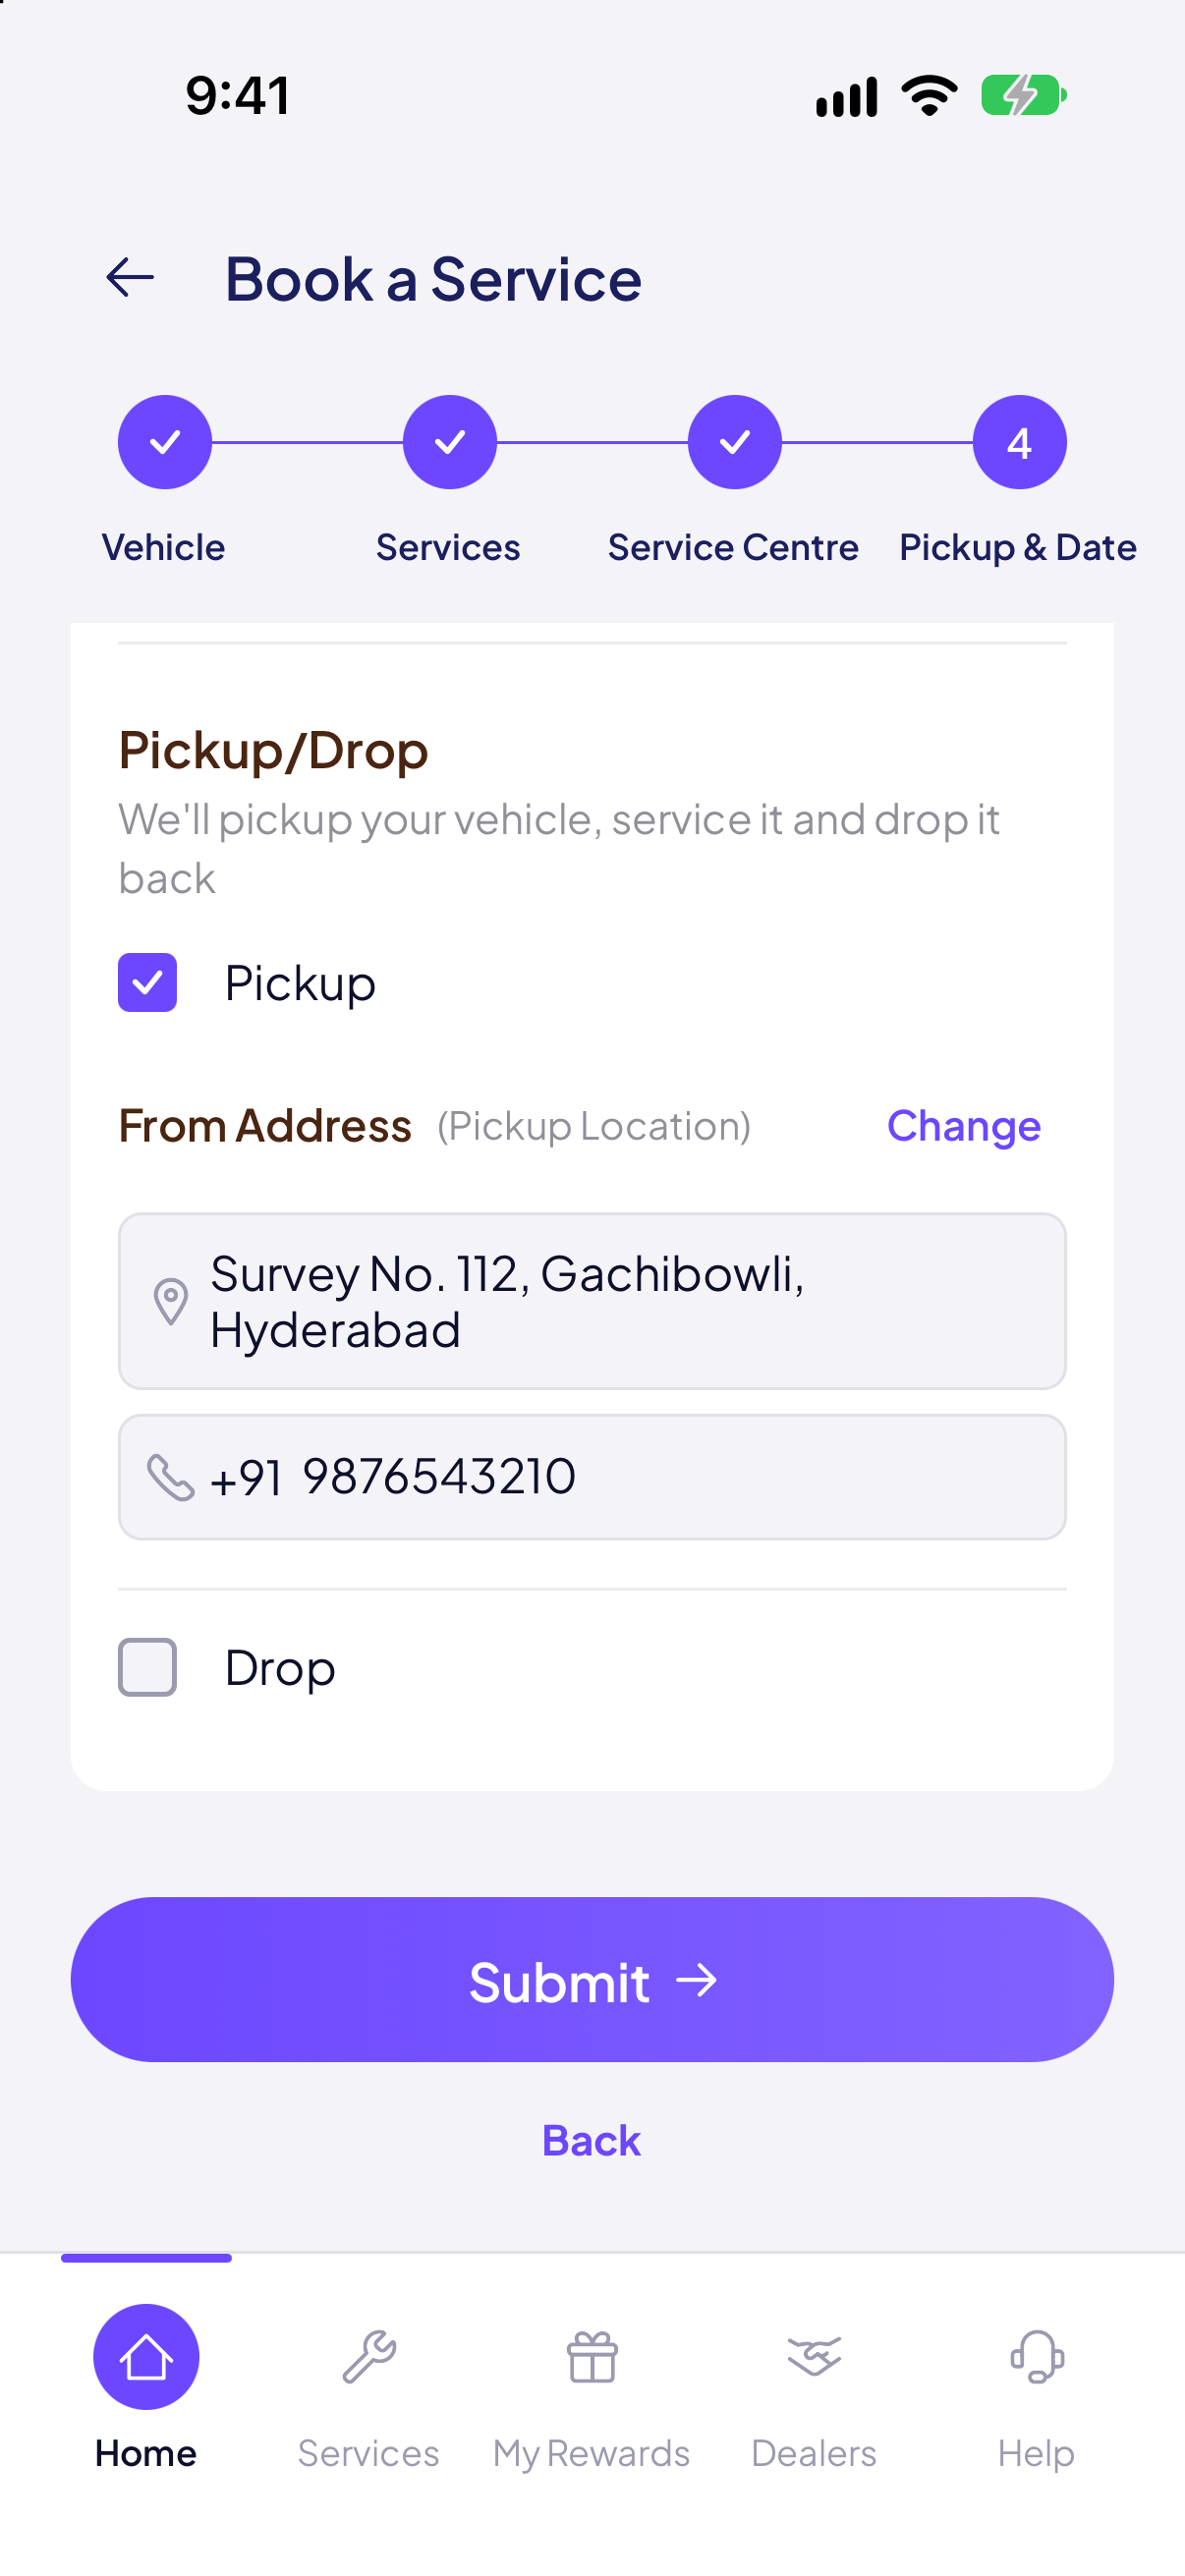 9:41
Book a Service
4
Vehicle
Services
Service Centre
Pickup & Date
Pickup/Drop
We'll pickup your vehicle, service it and drop it
back
Pickup
From Address (Pickup Location)
Change
Survey No. 112, Gachibowli,
Hyderabad
+91 9876543210
Drop
Submit
Back
Home
Services
My Rewards
Dealers
Help